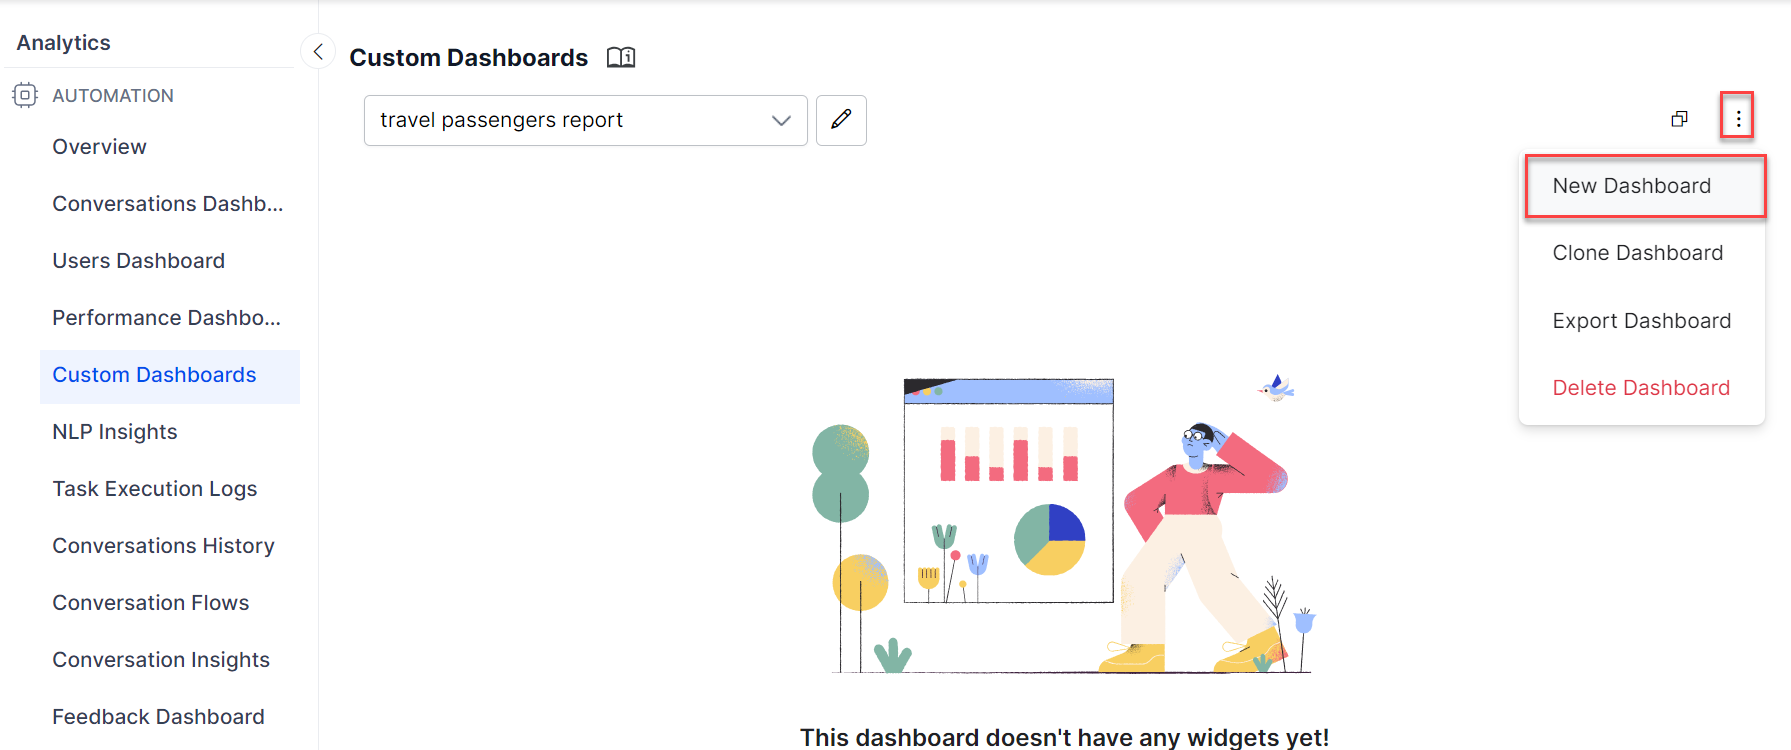 Analytics
AUTOMATION
Overview
Conversations Dashb...
Users Dashboard
Performance Dashbo...
Custom Dashboards
NLP Insights
Task Execution Logs
Conversations History
Conversation Flows
Conversation Insights
Feedback Dashboard
Custom Dashboards
travel passengers report
New Dashboard
Clone Dashboard
Export Dashboard
Delete Dashboard
This dashboard doesn't have any widgets yet!